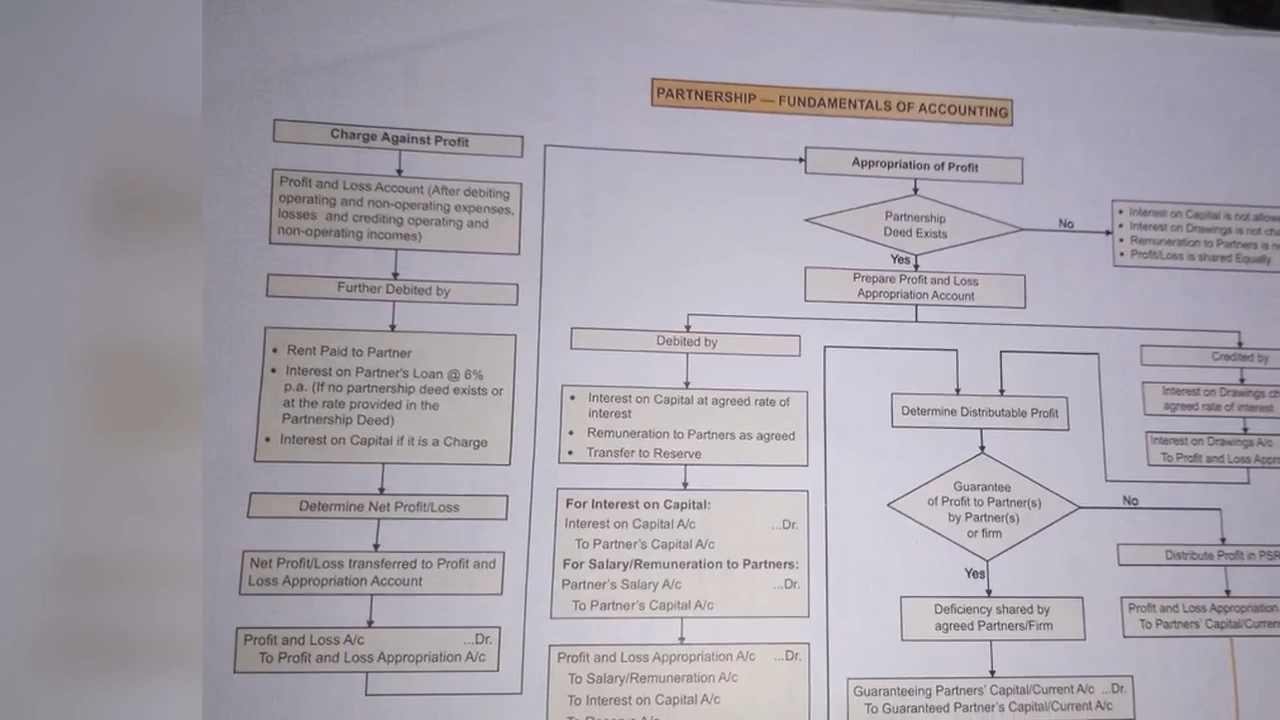 PARTNERSHIP — FUNDAMENTALS OF ACCOUNTING
Charge Against Profit
Profit and Loss Account (After debiting
operating and non-operating expenses,
losses and crediting operating and
non-operating incomes)
Further Debited by
• Rent Paid to Partner
• Interest on Partner's Loan @ 6%
p.a. (If no partnership deed exists or
at the rate provided in the
Partnership Deed)
• Interest on Capital if it is a Charge
Determine Net Profit/Loss
Net Profit/Loss transferred to Profit and
Loss Appropriation Account
Profit and Loss A/c ...Dr.
To Profit and Loss Appropriation A/c
Appropriation of Profit
Partnership
Deed Exists
No
• Interest on Capital is not
• Interest on Drawings is not
• Remuneration to Partners is
• Profit/Loss is shared Equally
Yes
Prepare Profit and Loss
Appropriation Account
Debited by
• Interest on Capital at agreed rate of
interest
• Remuneration to Partners as agreed
• Transfer to Reserve
For Interest on Capital:
Interest on Capital A/c ...Dr.
To Partner's Capital A/c
For Salary/Remuneration to Partners:
Partner's Salary A/c ...Dr.
To Partner's Capital A/c
Profit and Loss Appropriation A/c ...Dr.
To Salary/Remuneration A/c
To Interest on Capital A/c
Credited by
Interest on Drawings
agreed rate of interest
Interest on Drawings A/c
To Profit and Loss
Determine Distributable Profit
Guarantee
of Profit to Partner(s)
by Partner(s)
or firm
No
Distribute Profit in PSR
Profit and Loss Appropriation
To Partners' Capital/Current
Yes
Deficiency shared by
agreed Partners/Firm
Guaranteeing Partners' Capital/Current A/c ...Dr.
To Guaranteed Partner's Capital/Current A/c